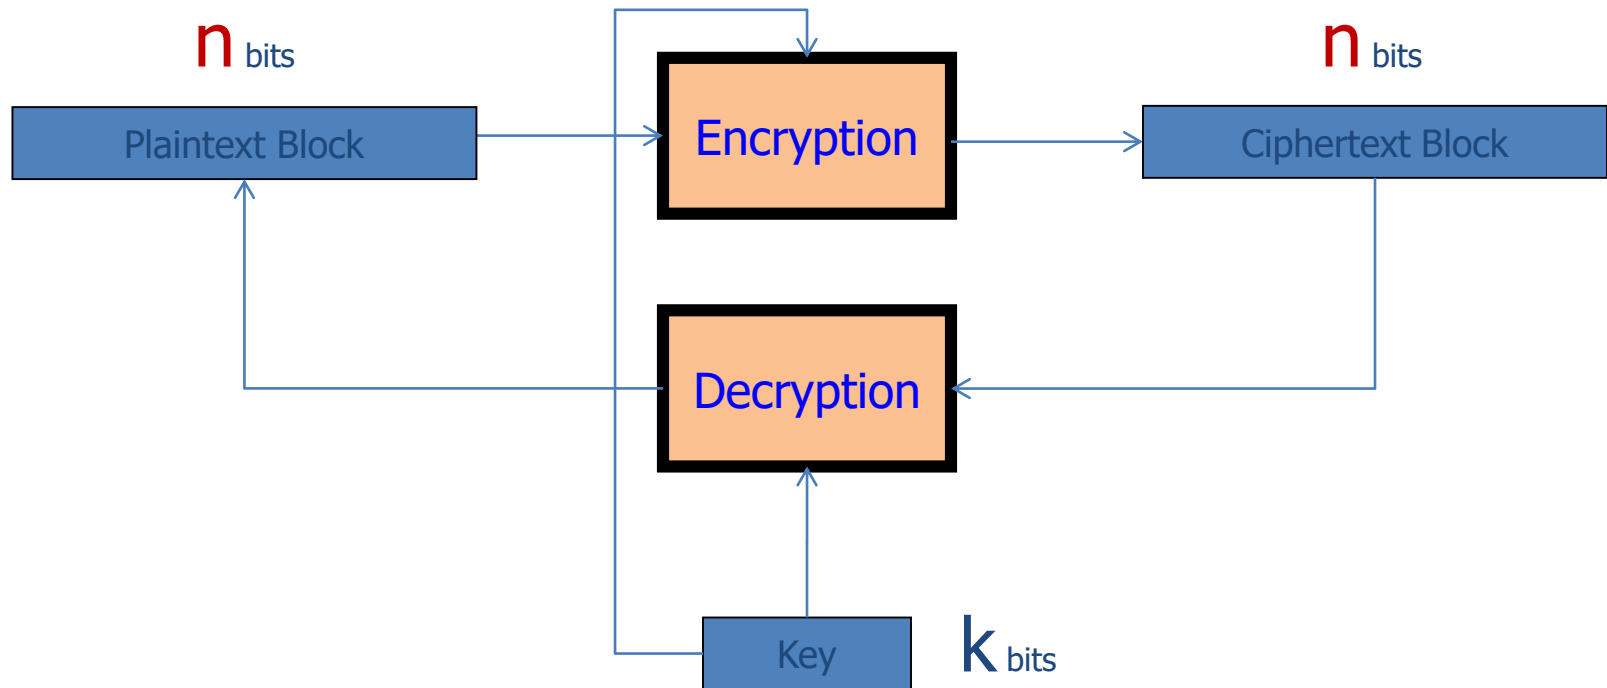 n bits
n bits
Plaintext Block
Encryption
Ciphertext Block
Decryption
Key
k bits